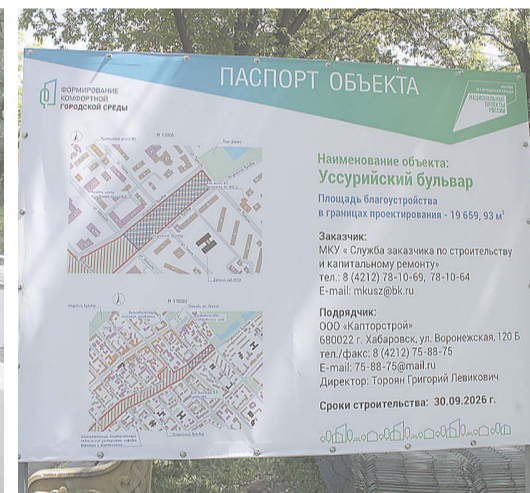 ПАСПОРТ ОБЪЕКТА
ФОРМИРОВАНИЕ
КОМФОРТНОЙ
ГОРОДСКОЙ СРЕДЫ
НАЦИОНАЛЬНЫЕ
ПРОЕКТЫ
РОССИИ
Наименование объекта:
Уссурийский бульвар
Площадь благоустройства
в границах проектирования - 19 659, 93 м²
Заказчик:
МКУ « Служба заказчика по строительству
и капитальному ремонту»
тел.: 8 (4212) 78-10-69, 78-10-64
E-mail: mkusz@bk.ru
Подрядчик:
ООО «Капторстрой»
680022 г. Хабаровск, ул. Воронежская, 120 Б
тел./факс: 8 (4212) 75-88-75
E-mail: 75-88-75@mail.ru
Директор: Тороян Григорий Левикович
Сроки строительства: 30.09.2026 г.